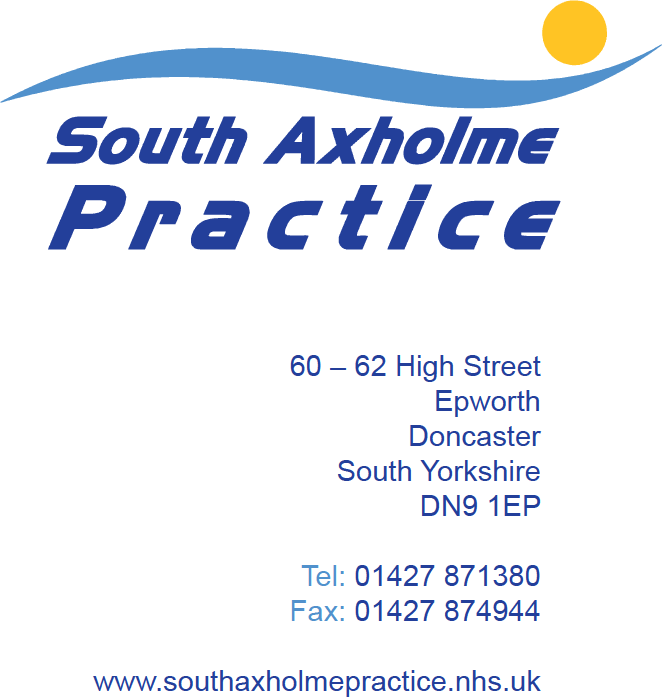 South Axholme
Practice
60 – 62 High Street
Epworth
Doncaster
South Yorkshire
DN9 1EP
Tel: 01427 871380
Fax: 01427 874944
www.southaxholmepractice.nhs.uk